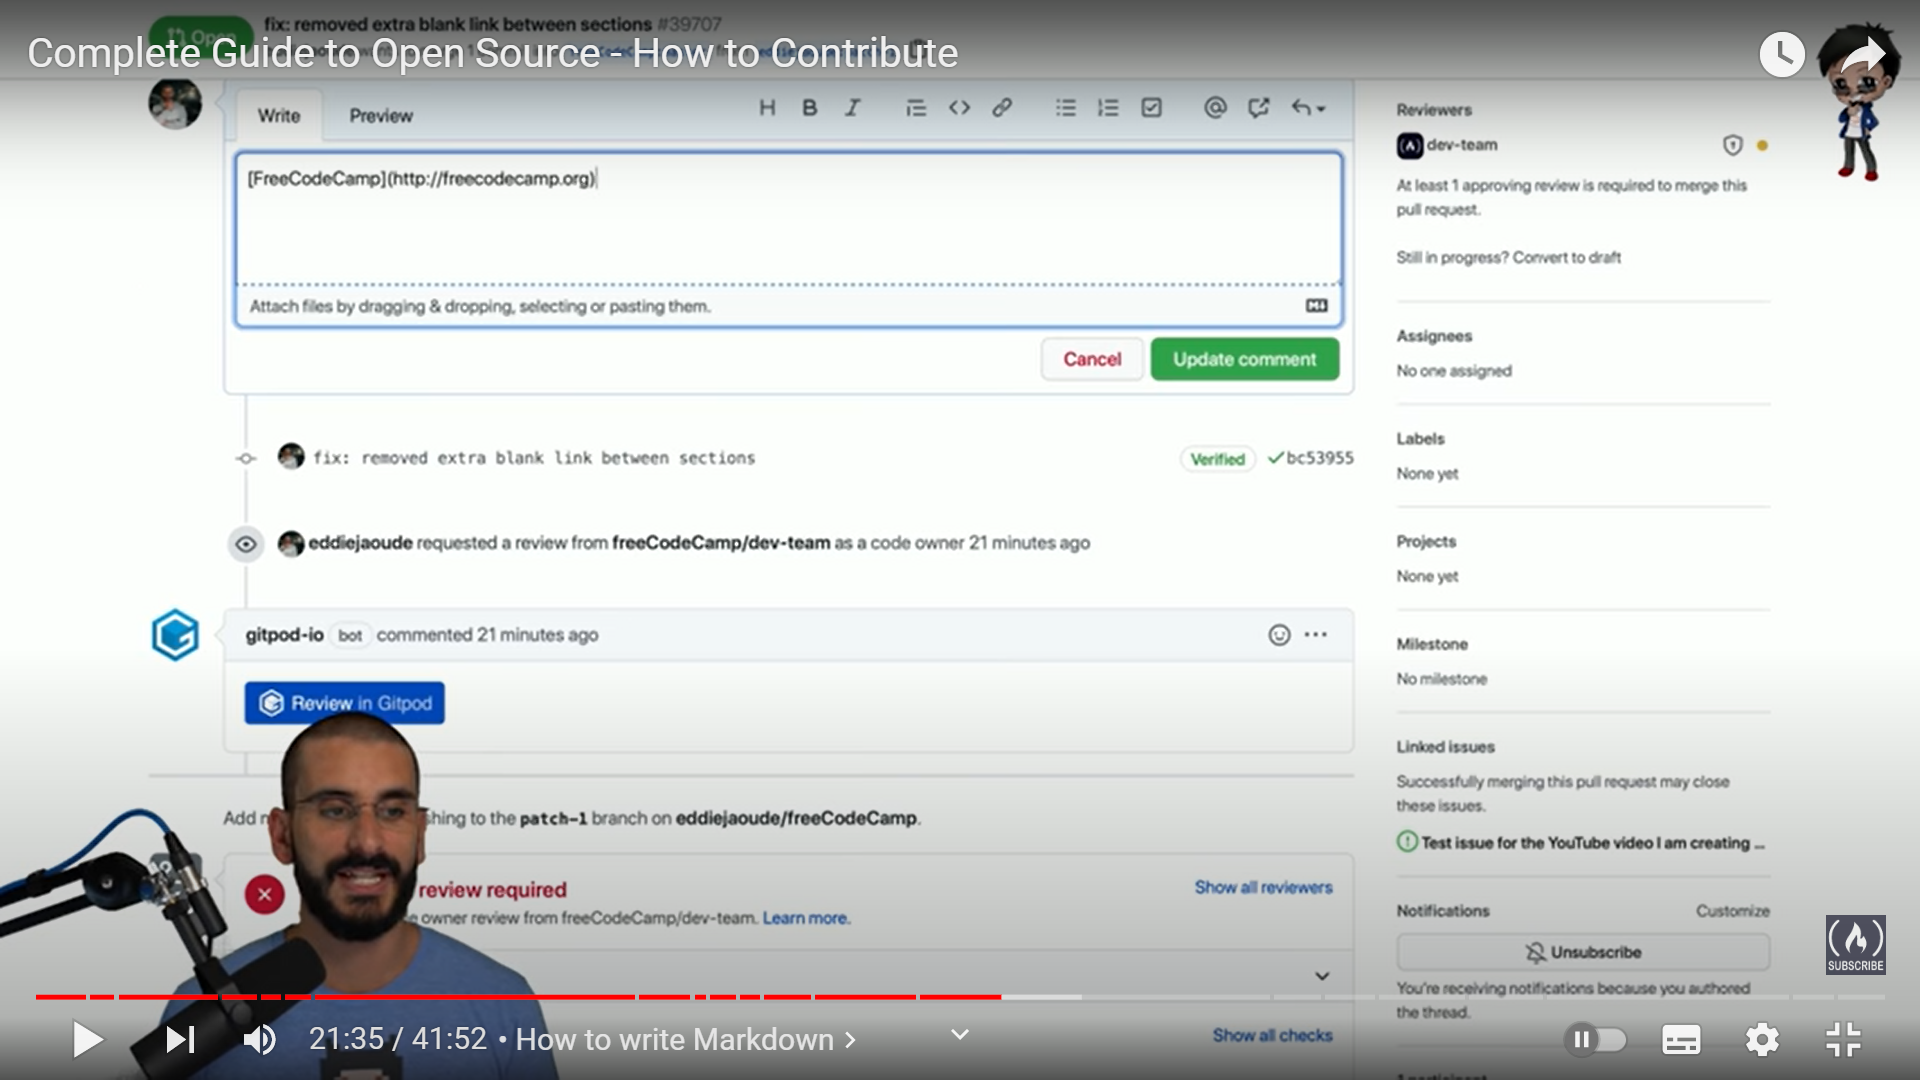 fix: removed extra blank link between sections #39707
Open
Complete Guide to Open Source - How to Contribute
Write
Preview
[FreeCodeCamp](http://freecodecamp.org)
Attach files by dragging & dropping, selecting or pasting them.
Cancel
Update comment
fix: removed extra blank link between sections
Verified
bc53955
eddiejaoude requested a review from freeCodeCamp/dev-team as a code owner 21 minutes ago
gitpod-io bot commented 21 minutes ago
Review in Gitpod
Add
hing to the patch-1 branch on eddiejaoude/freeCodeCamp.
review required
Show all reviewers
owner review from freeCodeCamp/dev-team. Learn more.
Show all checks
Reviewers
dev-team
At least 1 approving review is required to merge this
pull request.
Still in progress? Convert to draft
Assignees
No one assigned
Labels
None yet
Projects
None yet
Milestone
No milestone
Linked issues
Successfully merging this pull request may close
these issues.
Test issue for the YouTube video I am creating ...
Notifications
Customize
Unsubscribe
You're receiving notifications because you authored
the thread.
SUBSCRIBE
21:35 / 41:52 • How to write Markdown